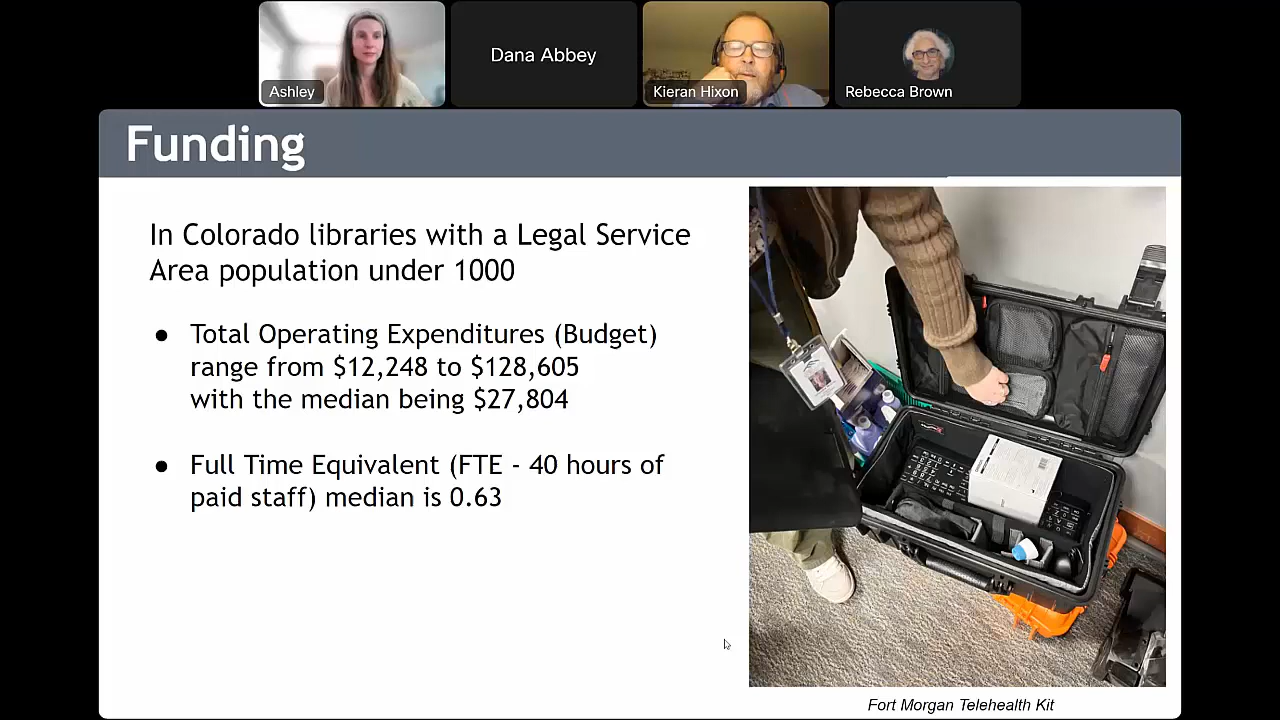 Dana Abbey
Ashley
Kieran Hixon
Rebecca Brown
Funding
In Colorado libraries with a Legal Service
Area population under 1000
● Total Operating Expenditures (Budget)
range from $12,248 to $128,605
with the median being $27,804
● Full Time Equivalent (FTE - 40 hours of
paid staff) median is 0.63
Fort Morgan Telehealth Kit